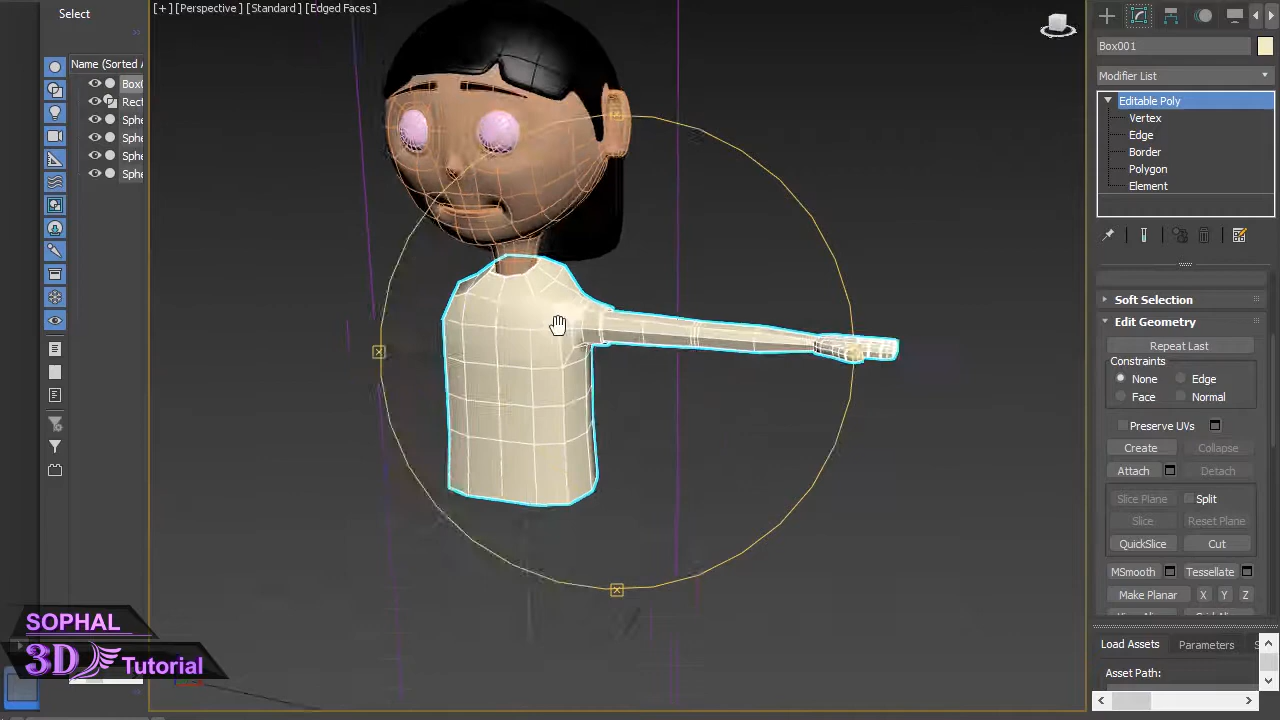 Select
[+] [Perspective] [Standard] [Edged Faces]
Name (Sorted A
Box0
Rect
Sphe
Sphe
Sphe
Sphe
Box001
Modifier List
Editable Poly
Vertex
Edge
Border
Polygon
Element
Soft Selection
Edit Geometry
Repeat Last
Constraints
None
Edge
Face
Normal
Preserve UVs
Create
Collapse
Attach
Detach
Slice Plane
Split
Slice
Reset Plane
QuickSlice
Cut
MSmooth
Tessellate
Make Planar
X
Y
Z
Load Assets
Parameters
S
Asset Path:
SOPHAL
3D Tutorial